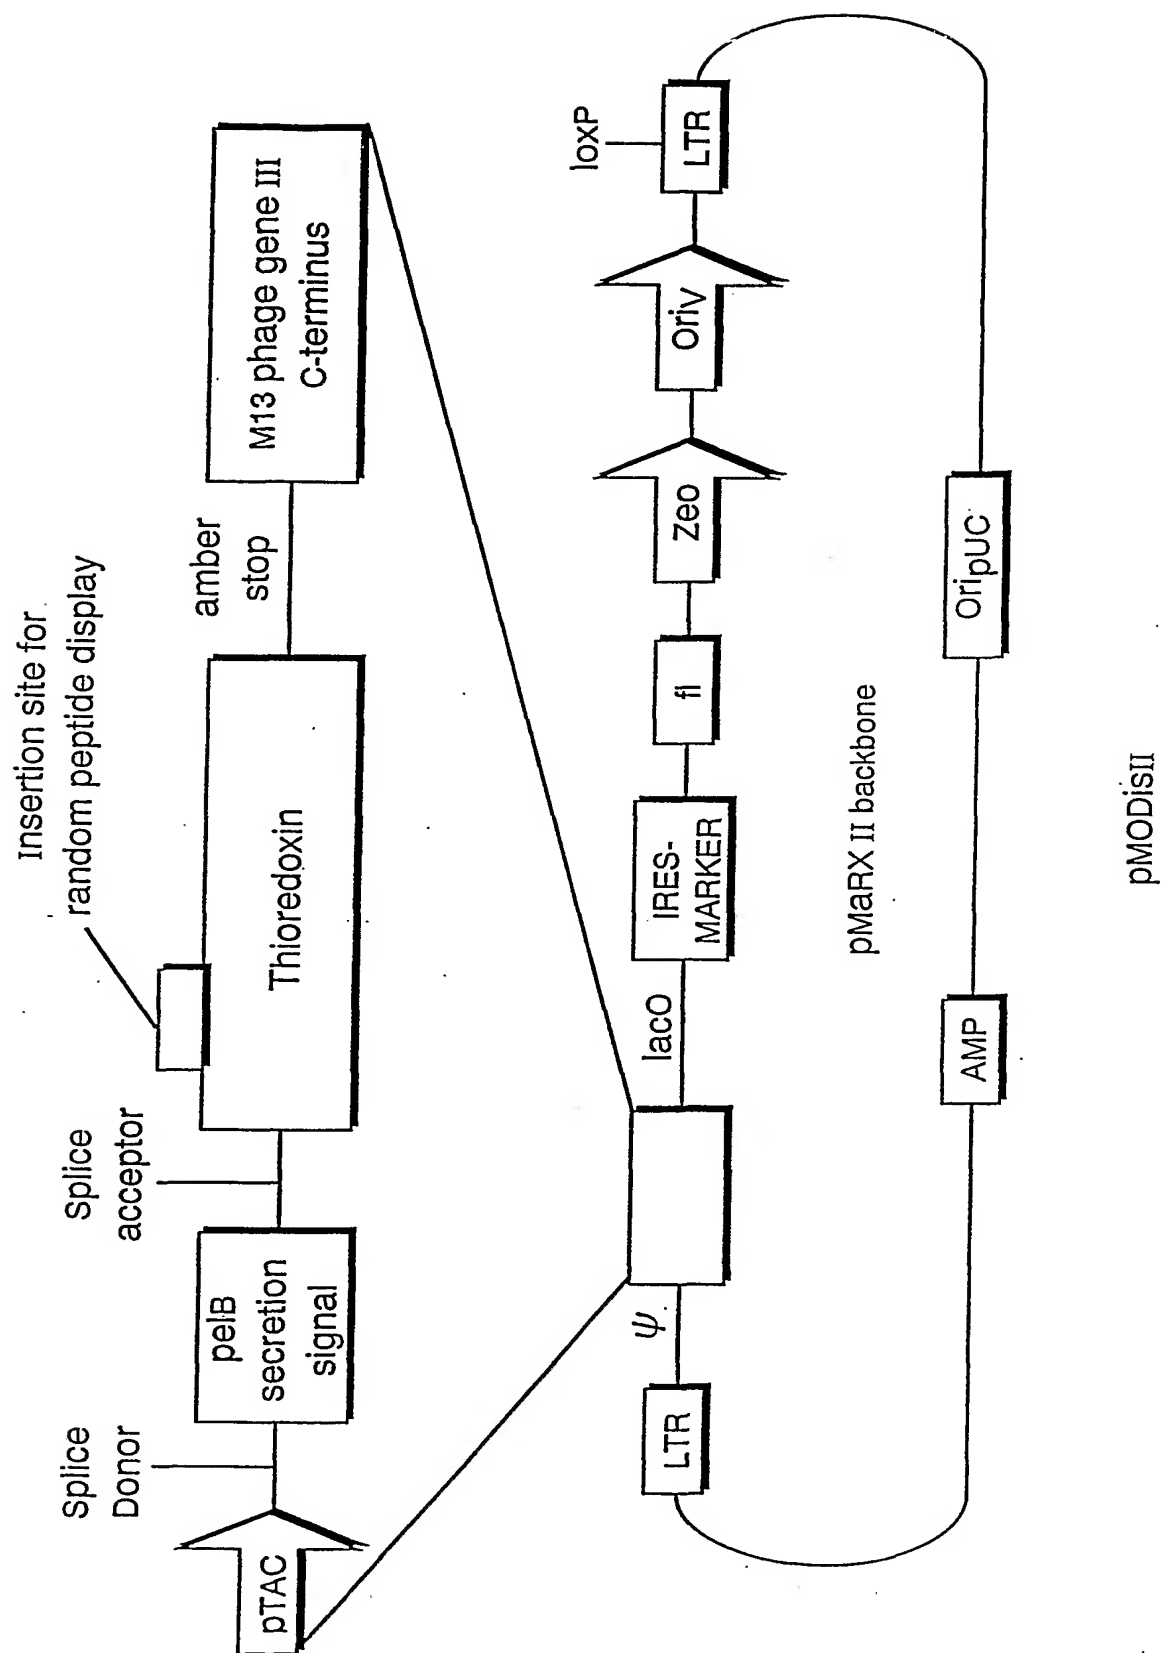 Insertion site for
random peptide display
Splice
Donor
Splice
acceptor
amber
stop
pTAC
pelB
secretion
signal
Thioredoxin
M13 phage gene III
C-terminus
loxP
LTR
ψ
lacO
IRES-
MARKER
fl
Zeo
OriV
LTR
pMaRX II backbone
AMP
OripUC
pMODisII